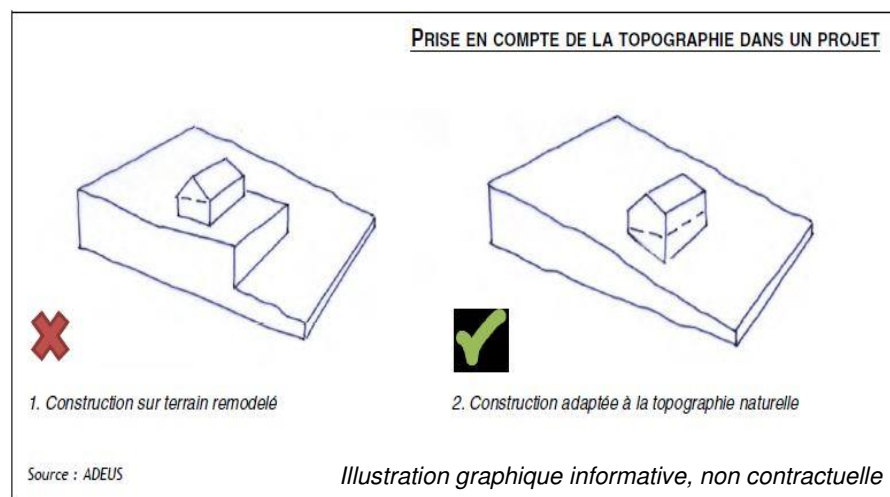 PRISE EN COMPTE DE LA TOPOGRAPHIE DANS UN PROJET
1. Construction sur terrain remodelé
2. Construction adaptée à la topographie naturelle
Source : ADEUS
Illustration graphique informative, non contractuelle